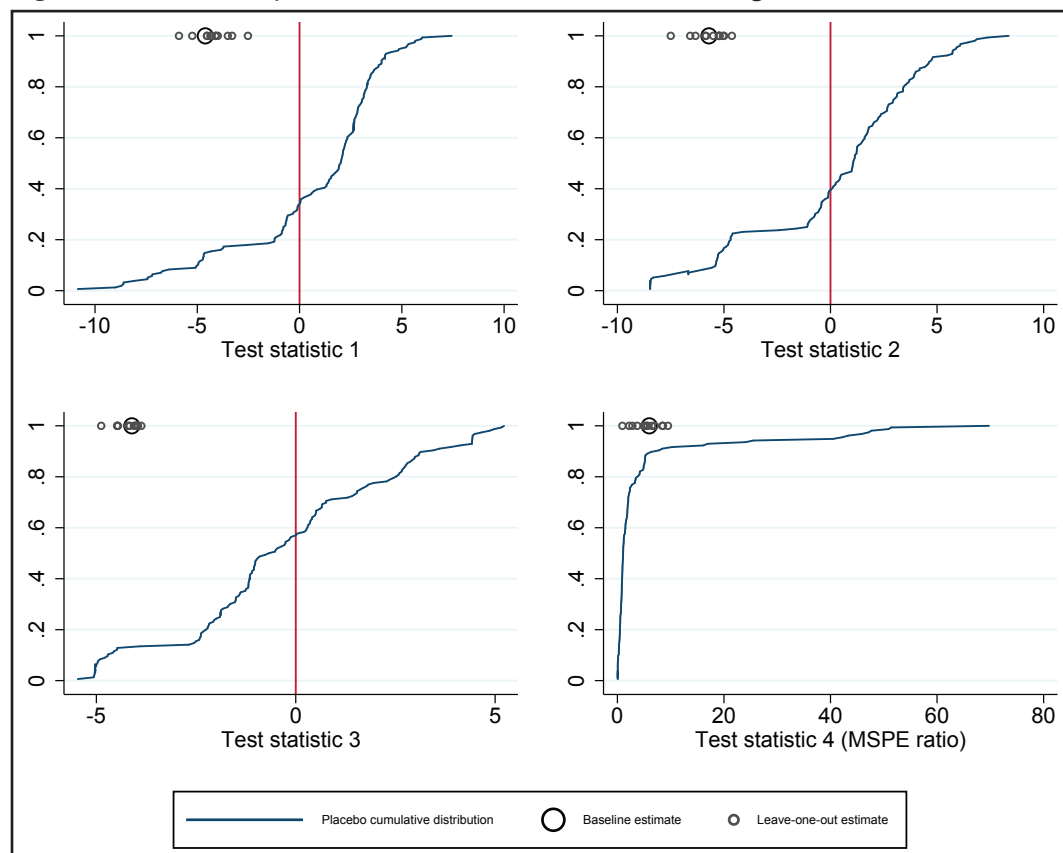 0 .2 .4 .6 .8 1
-10 -5 0 5 10
Test statistic 1
0 .2 .4 .6 .8 1
-10 -5 0 5 10
Test statistic 2
0 .2 .4 .6 .8 1
-5 0 5
Test statistic 3
0 .2 .4 .6 .8 1
0 20 40 60 80
Test statistic 4 (MSPE ratio)
Placebo cumulative distribution Baseline estimate Leave-one-out estimate